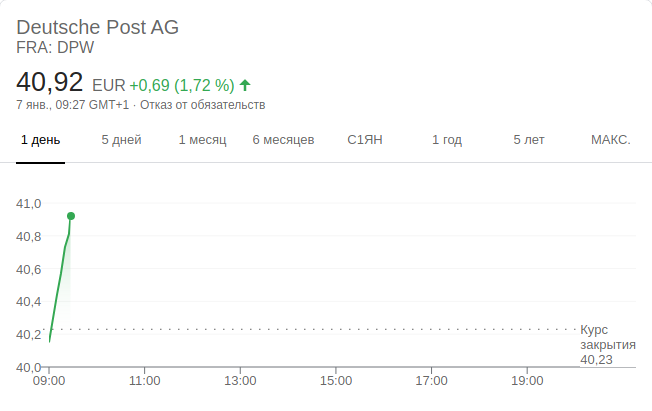 Deutsche Post AG
FRA: DPW
40,92 EUR +0,69 (1,72 %)
7 янв., 09:27 GMT+1 · Отказ от обязательств
1 день 5 дней 1 месяц 6 месяцев С1ЯН 1 год 5 лет МАКС.
41,0
40,8
40,6
40,4
40,2
40,0
Курс
закрытия
40,23
09:00 11:00 13:00 15:00 17:00 19:00